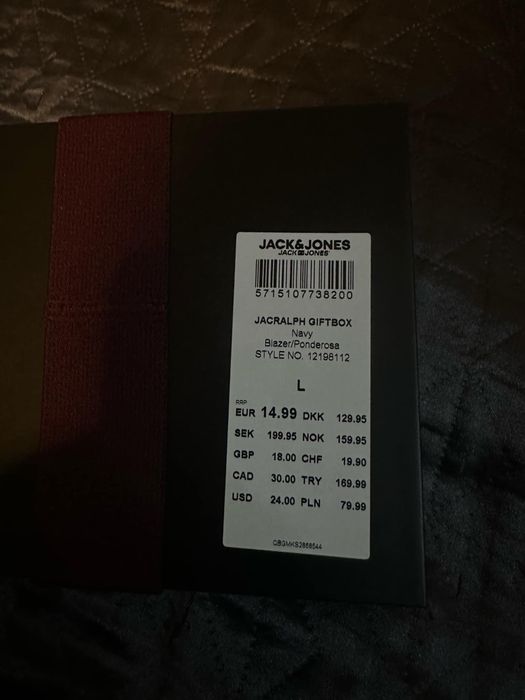 JACK&JONES
JACK JONES
5715107738200
JACRALPH GIFTBOX
Navy
Blazer/Ponderosa
STYLE NO. 12198112
L
RRP
EUR 14.99 DKK 129.95
SEK 199.95 NOK 159.95
GBP 18.00 CHF 19.90
CAD 30.00 TRY 169.99
USD 24.00 PLN 79.99